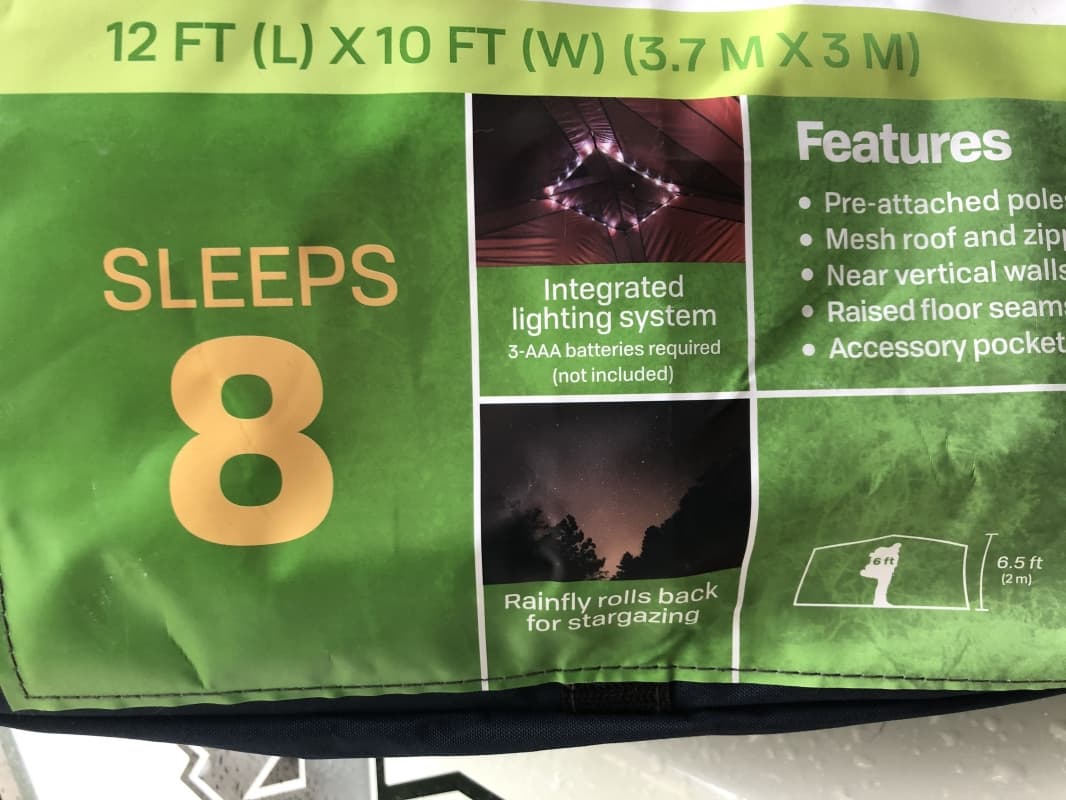 12 FT (L) X 10 FT (W) (3.7 M X 3 M)
SLEEPS
8
Integrated
lighting system
3-AAA batteries required
(not included)
Rainfly rolls back
for stargazing
Features
• Pre-attached poles
• Mesh roof and zipp
• Near vertical walls
• Raised floor seams
• Accessory pocket
6 ft
6.5 ft
(2 m)